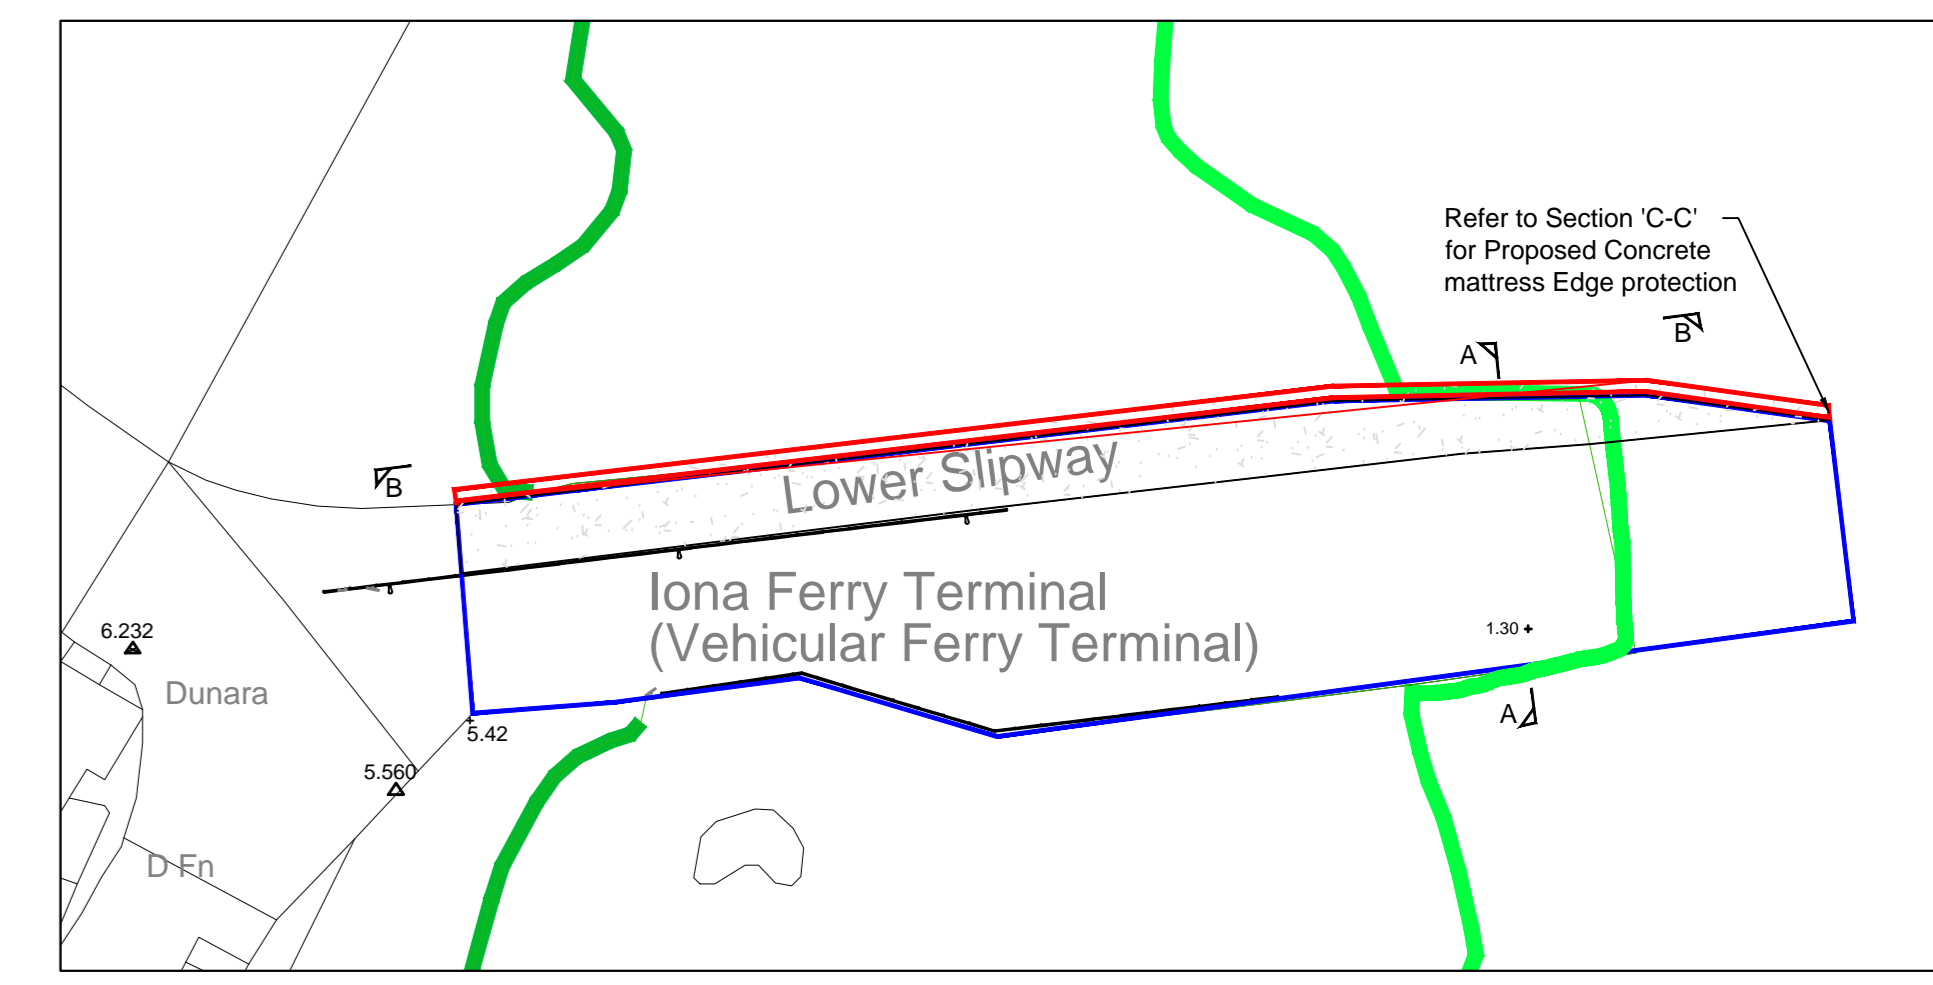 Refer to Section 'C-C'
for Proposed Concrete
mattress Edge protection
B
A
B
Lower Slipway
Iona Ferry Terminal
(Vehicular Ferry Terminal)
6.232
1.30
Dunara
A
5.42
5.560
D Fn